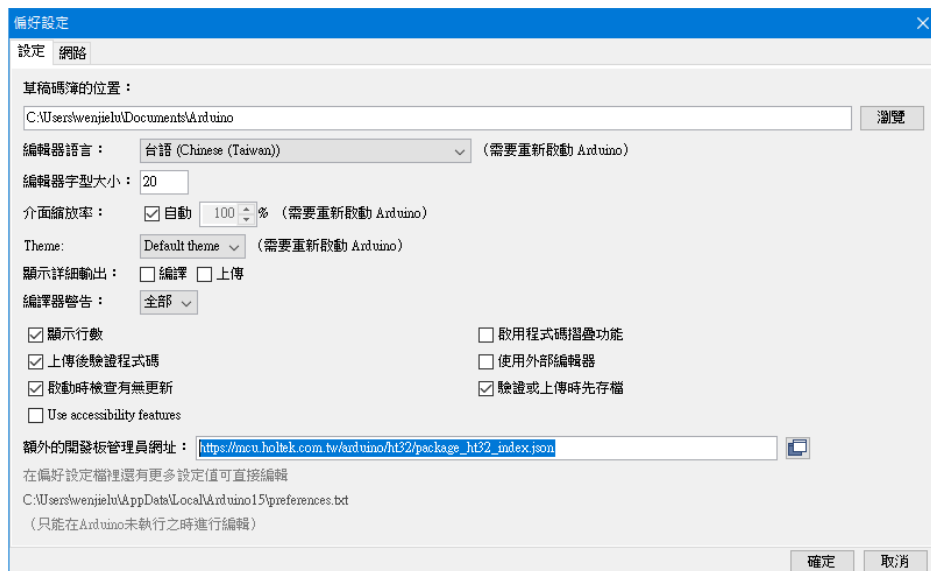 偏好設定
設定 網路
草稿碼簿的位置：
C:\Users\wenjielu\Documents\Arduino 瀏覽
編輯器語言： 台語 (Chinese (Taiwan)) （需要重新啟動 Arduino）
編輯器字型大小： 20
介面縮放率： 自動 100 % （需要重新啟動 Arduino）
Theme: Default theme （需要重新啟動 Arduino）
顯示詳細輸出： 編譯 上傳
編譯器警告： 全部
顯示行數 啟用程式碼摺疊功能
上傳後驗證程式碼 使用外部編輯器
啟動時檢查有無更新 驗證或上傳時先存檔
Use accessibility features
額外的開發板管理員網址： https://mcu.holtek.com.tw/arduino/ht32/package_ht32_index.json
在偏好設定檔裡還有更多設定值可直接編輯
C:\Users\wenjielu\AppData\Local\Arduino15\preferences.txt
（只能在Arduino未執行之時進行編輯）
確定 取消